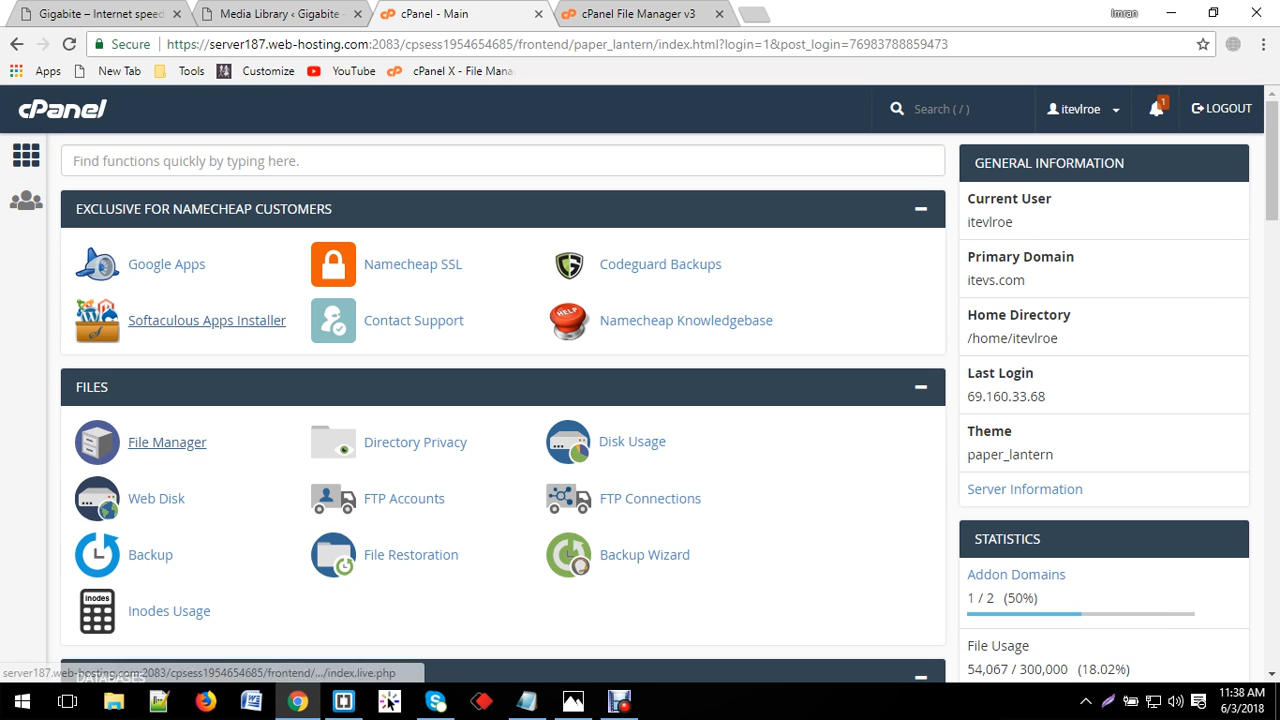 Gigabite – Internet speed
Media Library ‹ Gigabite -
cPanel - Main
cPanel File Manager v3
Imran
Secure
https://server187.web-hosting.com:2083/cpsess1954654685/frontend/paper_lantern/index.html?login=1&post_login=76983788859473
Apps
New Tab
Tools
Customize
YouTube
cPanel X - File Mana
cPanel
Search ( / )
itevlroe
1
LOGOUT
Find functions quickly by typing here.
EXCLUSIVE FOR NAMECHEAP CUSTOMERS
Google Apps
Namecheap SSL
Codeguard Backups
Softaculous Apps Installer
Contact Support
HELP
Namecheap Knowledgebase
FILES
File Manager
Directory Privacy
Disk Usage
Web Disk
FTP Accounts
FTP Connections
Backup
File Restoration
Backup Wizard
inodes
Inodes Usage
GENERAL INFORMATION
Current User
itevlroe
Primary Domain
itevs.com
Home Directory
/home/itevlroe
Last Login
69.160.33.68
Theme
paper_lantern
Server Information
STATISTICS
Addon Domains
1 / 2 (50%)
File Usage
54,067 / 300,000 (18.02%)
server187.web-hosting.com:2083/cpsess1954654685/frontend/.../index.live.php
DATABASES
11:38 AM
6/3/2018